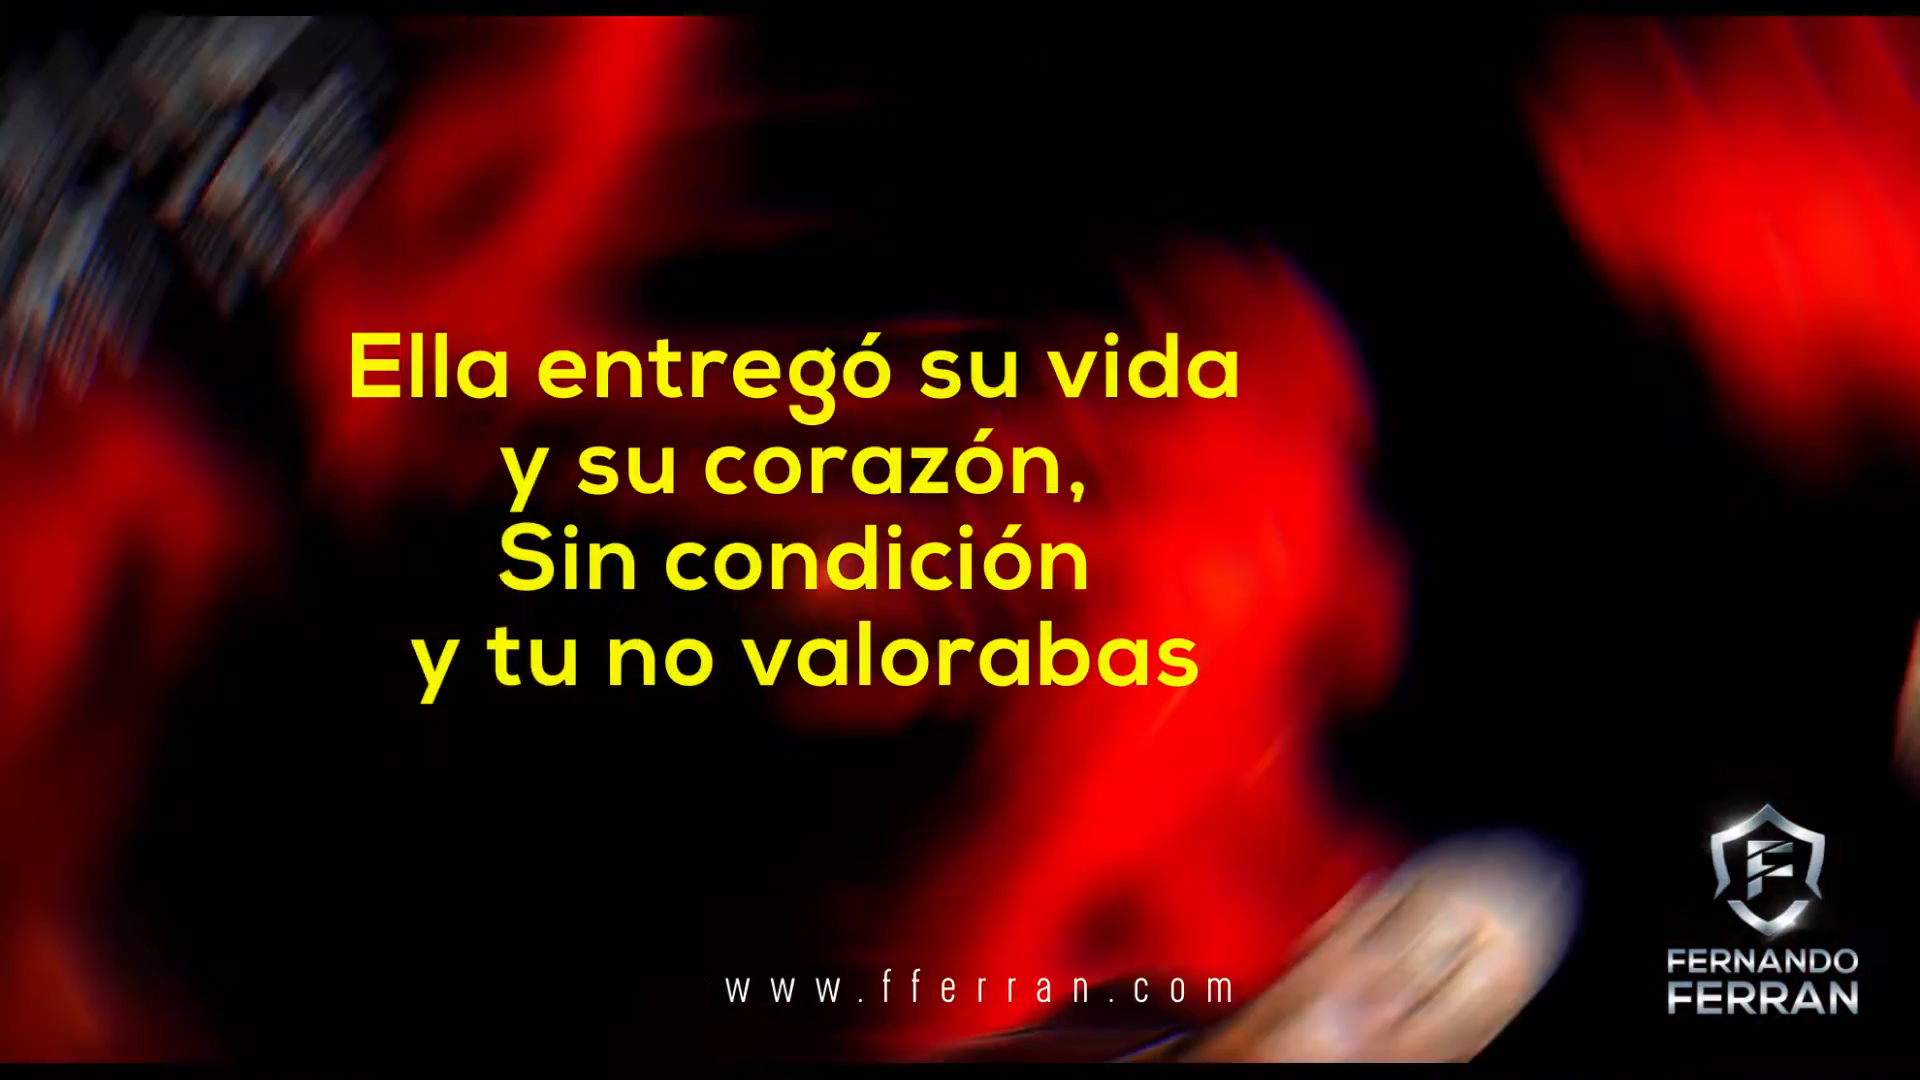 Ella entregó su vida
y su corazón,
Sin condición
y tu no valorabas
www.fferran.com
FERNANDO
FERRAN